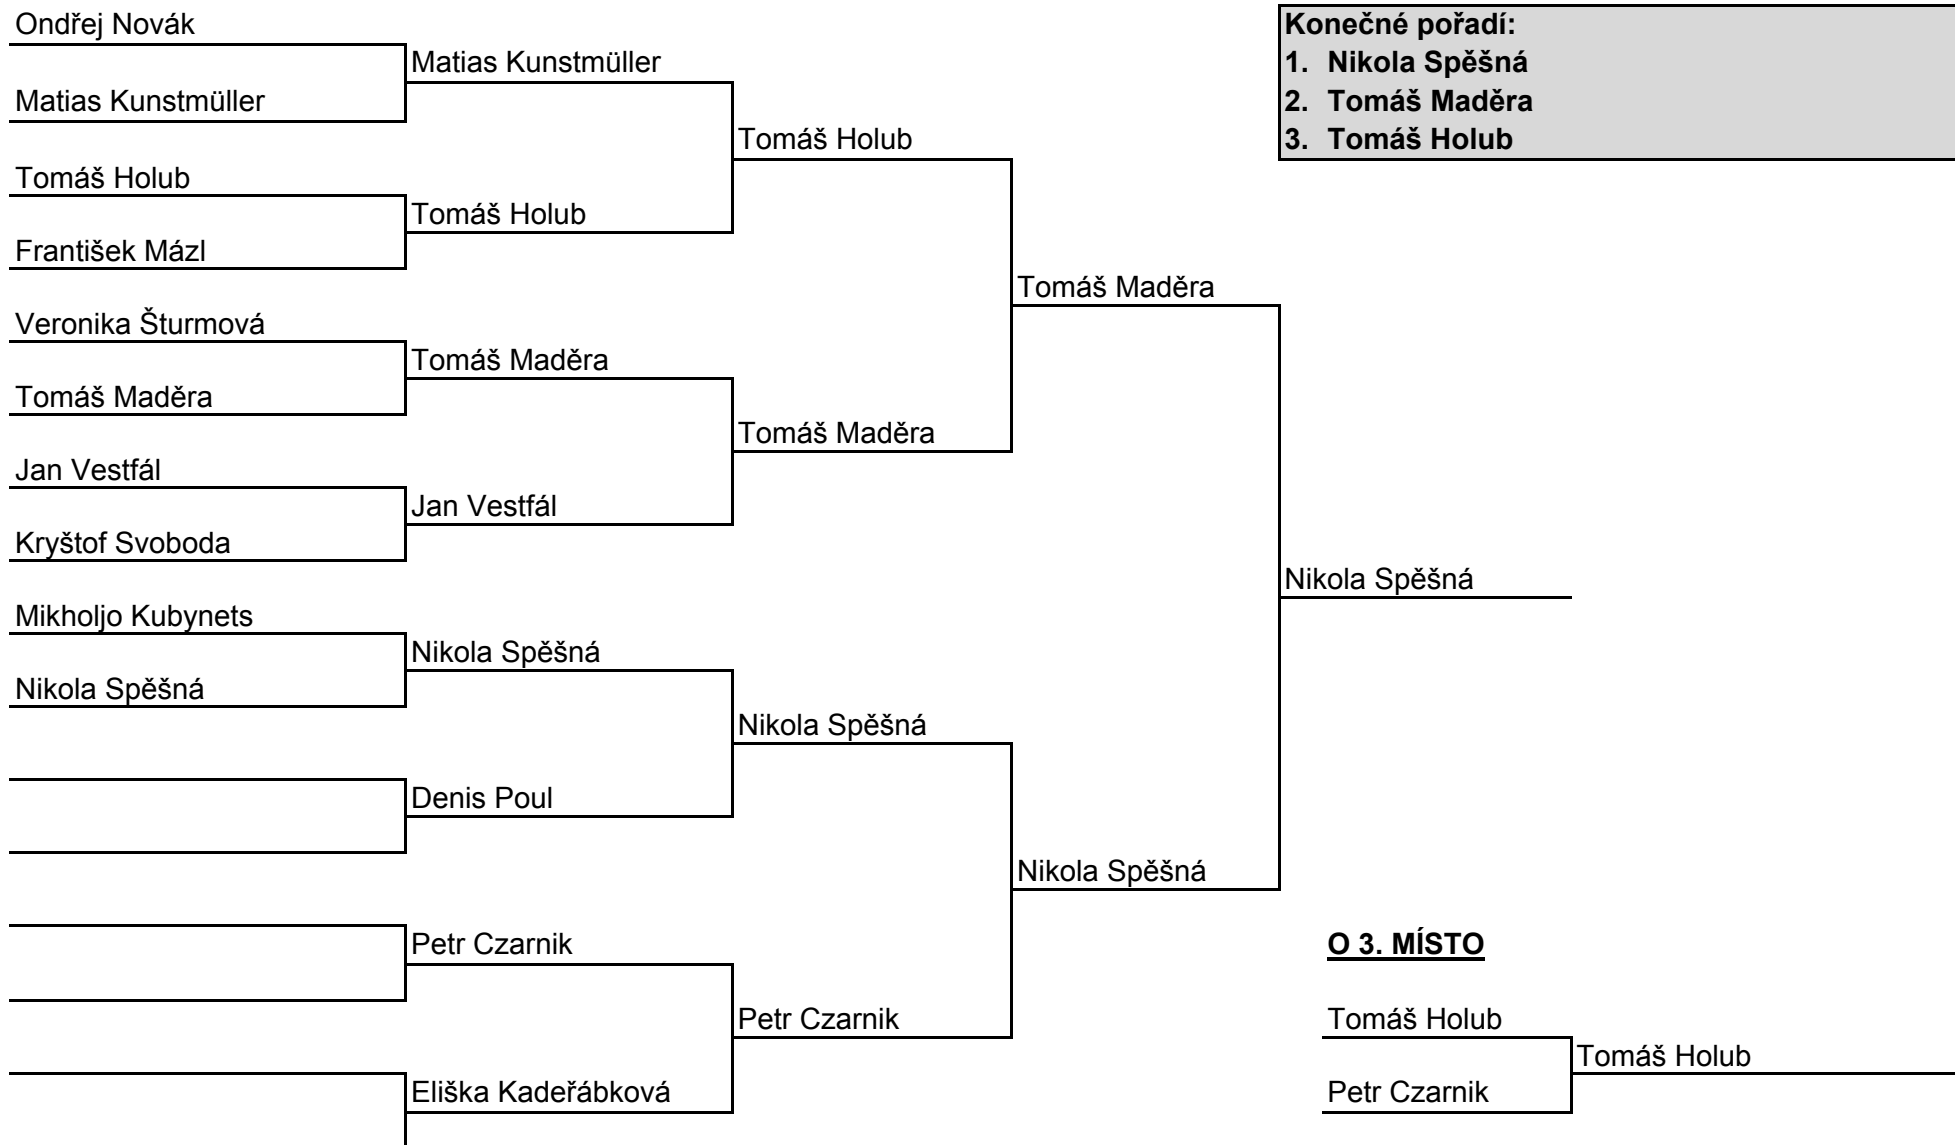 Ondřej Novák
Matias Kunstmüller
Tomáš Holub
František Mázl
Veronika Šturmová
Tomáš Maděra
Jan Vestfál
Kryštof Svoboda
Mikholjo Kubynets
Nikola Spěšná
Matias Kunstmüller
Tomáš Holub
Tomáš Maděra
Jan Vestfál
Nikola Spěšná
Denis Poul
Petr Czarnik
Eliška Kadeřábková
Tomáš Holub
Tomáš Maděra
Nikola Spěšná
Petr Czarnik
Tomáš Maděra
Nikola Spěšná
Nikola Spěšná
Konečné pořadí:
1. Nikola Spěšná
2. Tomáš Maděra
3. Tomáš Holub
O 3. MÍSTO
Tomáš Holub
Petr Czarnik
Tomáš Holub